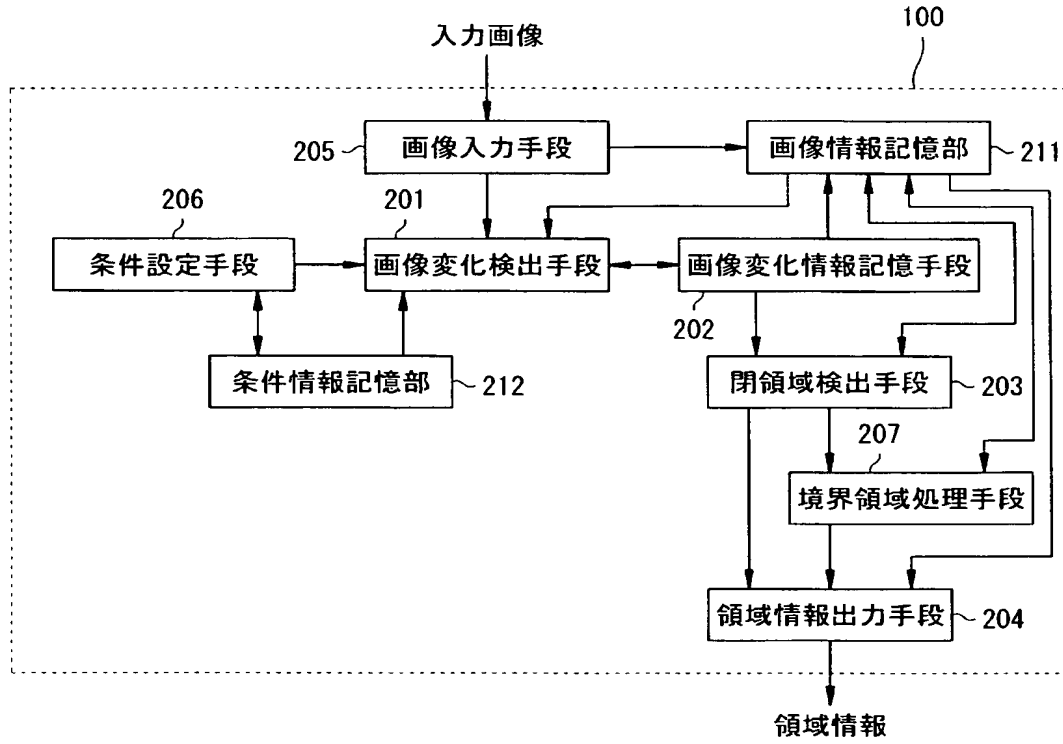 100
入力画像
205
画像入力手段
画像情報記憶部
211
206
201
条件設定手段
画像変化検出手段
画像変化情報記憶手段
202
条件情報記憶部
212
閉領域検出手段
203
207
境界領域処理手段
領域情報出力手段
204
領域情報